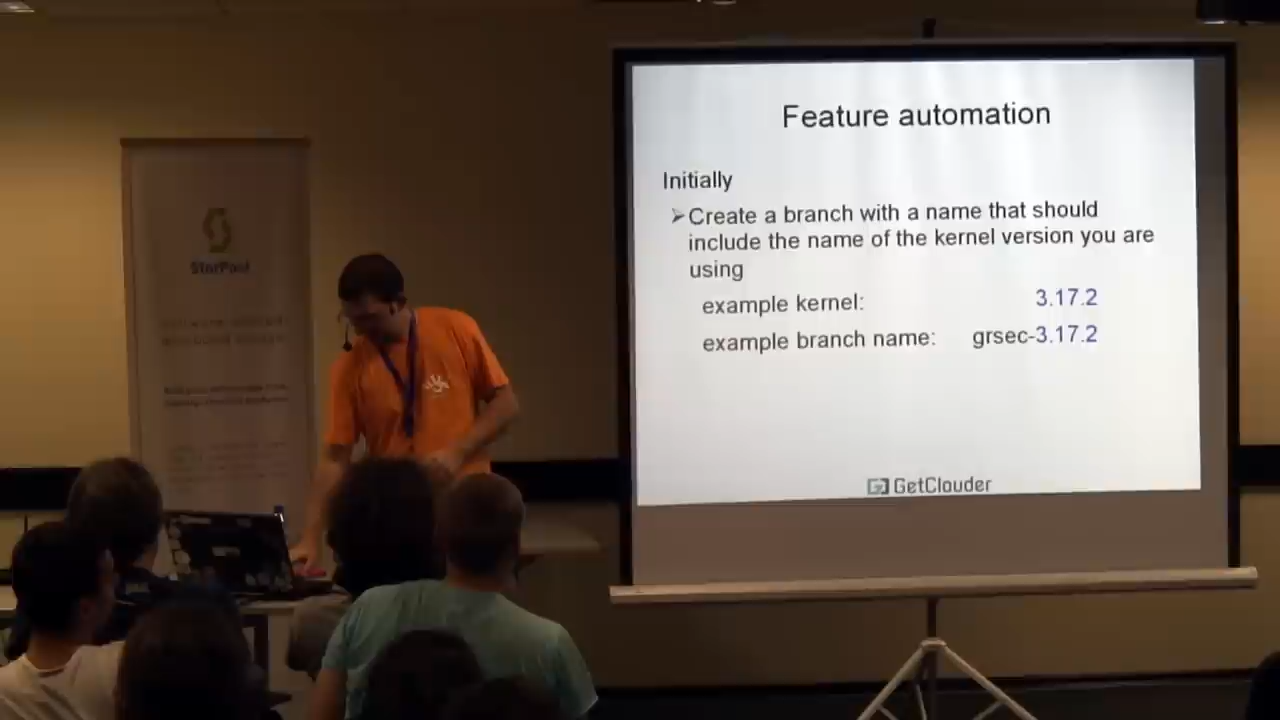 StorPool
Feature automation
Initially
➢Create a branch with a name that should
include the name of the kernel version you are
using
example kernel: 3.17.2
example branch name: grsec-3.17.2
GetClouder